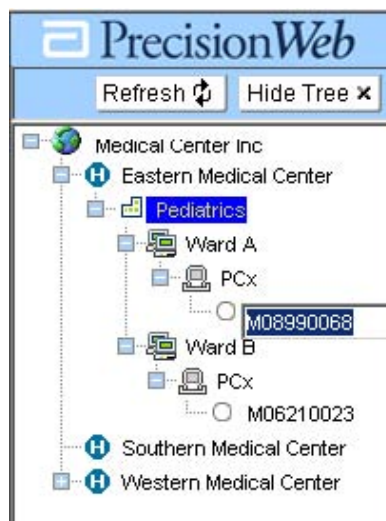 PrecisionWeb
Refresh Hide Tree ×
Medical Center Inc
Eastern Medical Center
Pediatrics
Ward A
PCx
M08990068
Ward B
PCx
M06210023
Southern Medical Center
Western Medical Center